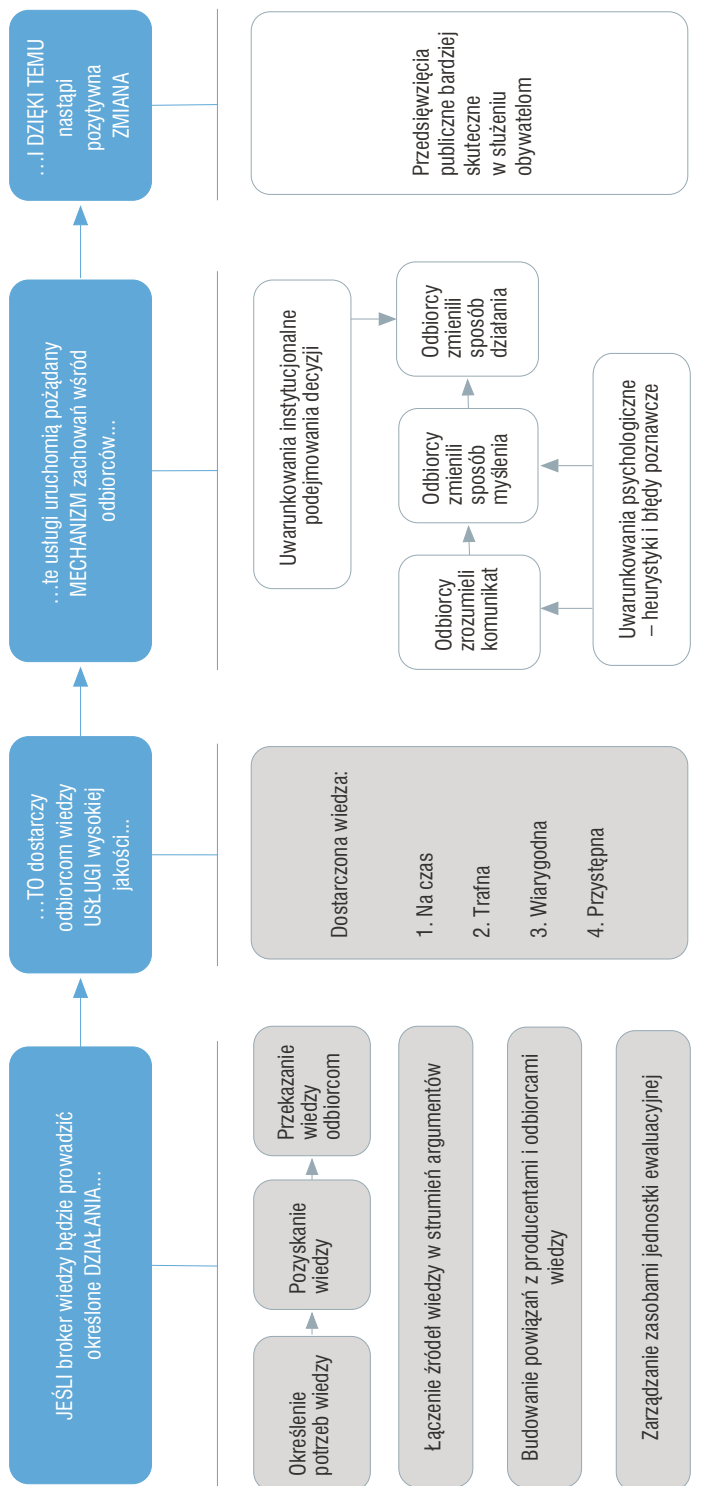 JEŚLI broker wiedzy będzie prowadzić
określone DZIAŁANIA...
...TO dostarczy
odbiorcom wiedzy
USŁUGI wysokiej
jakości...
...te usługi uruchomią pożądany
MECHANIZM zachowań wśród
odbiorców...
...I DZIĘKI TEMU
nastąpi
pozytywna
ZMIANA
Określenie
potrzeb wiedzy
Pozyskanie
wiedzy
Przekazanie
wiedzy
odbiorcom
Łączenie źródeł wiedzy w strumień argumentów
Budowanie powiązań z producentami i odbiorcami
wiedzy
Zarządzanie zasobami jednostki ewaluacyjnej
Dostarczona wiedza:
1. Na czas
2. Trafna
3. Wiarygodna
4. Przystępna
Uwarunkowania instytucjonalne
podejmowania decyzji
Odbiorcy
zrozumieli
komunikat
Odbiorcy
zmienili
sposób
myślenia
Odbiorcy
zmienili
sposób
działania
Uwarunkowania psychologiczne
– heurystyki i błędy poznawcze
Przedsięwzięcia
publiczne bardziej
skuteczne
w służeniu
obywatelom